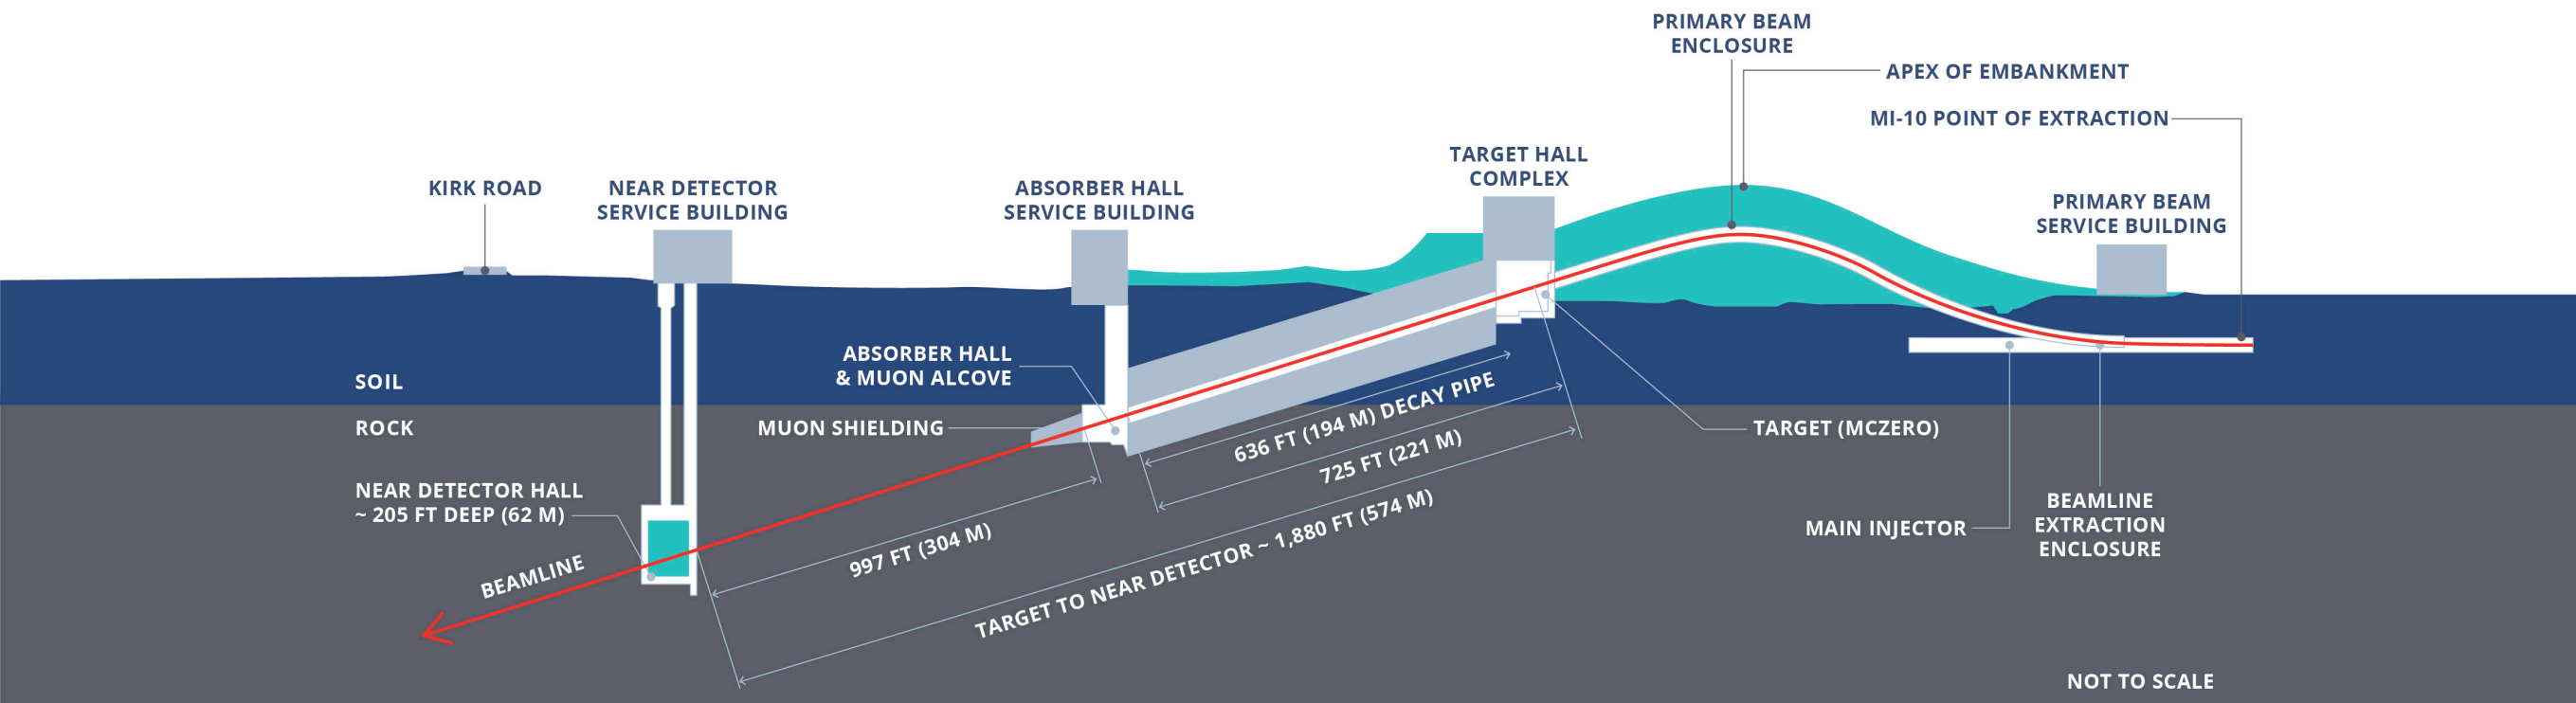 PRIMARY BEAM
ENCLOSURE
APEX OF EMBANKMENT
MI-10 POINT OF EXTRACTION
TARGET HALL
COMPLEX
KIRK ROAD
NEAR DETECTOR
SERVICE BUILDING
ABSORBER HALL
SERVICE BUILDING
PRIMARY BEAM
SERVICE BUILDING
ABSORBER HALL
& MUON ALCOVE
SOIL
ROCK
MUON SHIELDING
636 FT (194 M) DECAY PIPE
725 FT (221 M)
TARGET (MCZERO)
NEAR DETECTOR HALL
~ 205 FT DEEP (62 M)
997 FT (304 M)
TARGET TO NEAR DETECTOR ~ 1,880 FT (574 M)
MAIN INJECTOR
BEAMLINE
EXTRACTION
ENCLOSURE
BEAMLINE
NOT TO SCALE